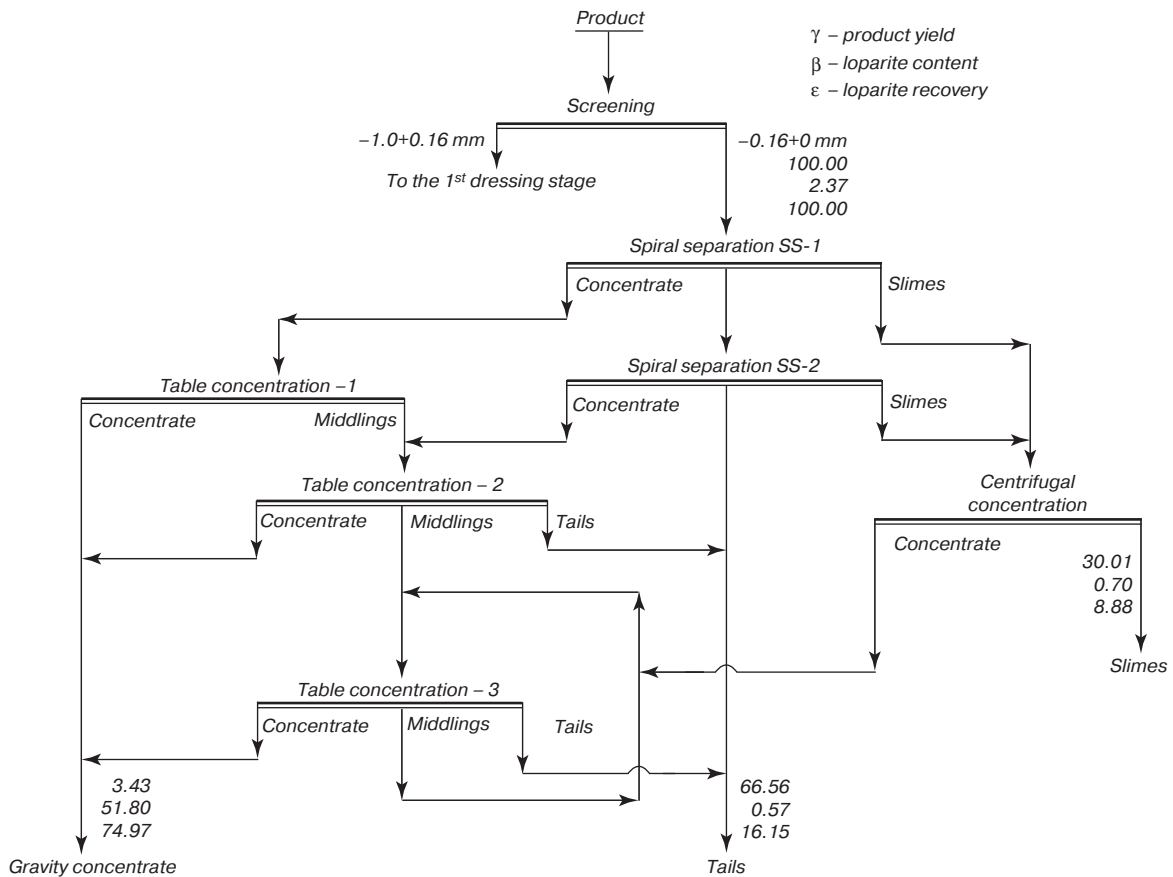 Product
γ – product yield
β – loparite content
ε – loparite recovery
Screening
–1.0+0.16 mm
–0.16+0 mm
100.00
2.37
100.00
To the 1st dressing stage
Spiral separation SS-1
Concentrate
Slimes
Spiral separation SS-2
Concentrate
Slimes
Table concentration –1
Concentrate
Middlings
Table concentration – 2
Concentrate
Middlings
Tails
Centrifugal
concentration
Concentrate
30.01
0.70
8.88
Slimes
Table concentration – 3
Concentrate
Middlings
Tails
3.43
51.80
74.97
66.56
0.57
16.15
Gravity concentrate
Tails